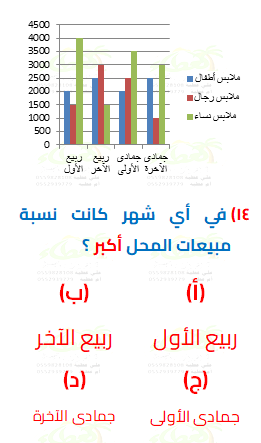 4500
4000
3500
3000
2500
2000
1500
1000
500
0
ملابس أطفال
ملابس رجال
ملابس نساء
ربيع الأول
ربيع الآخر
جمادى الأولى
جمادى الآخرة
١٤) في أي شهر كانت نسبة
مبيعات المحل أكبر ؟
(أ)
(ب)
ربيع الأول
ربيع الآخر
(ج)
(د)
جمادى الأولى
جمادى الآخرة